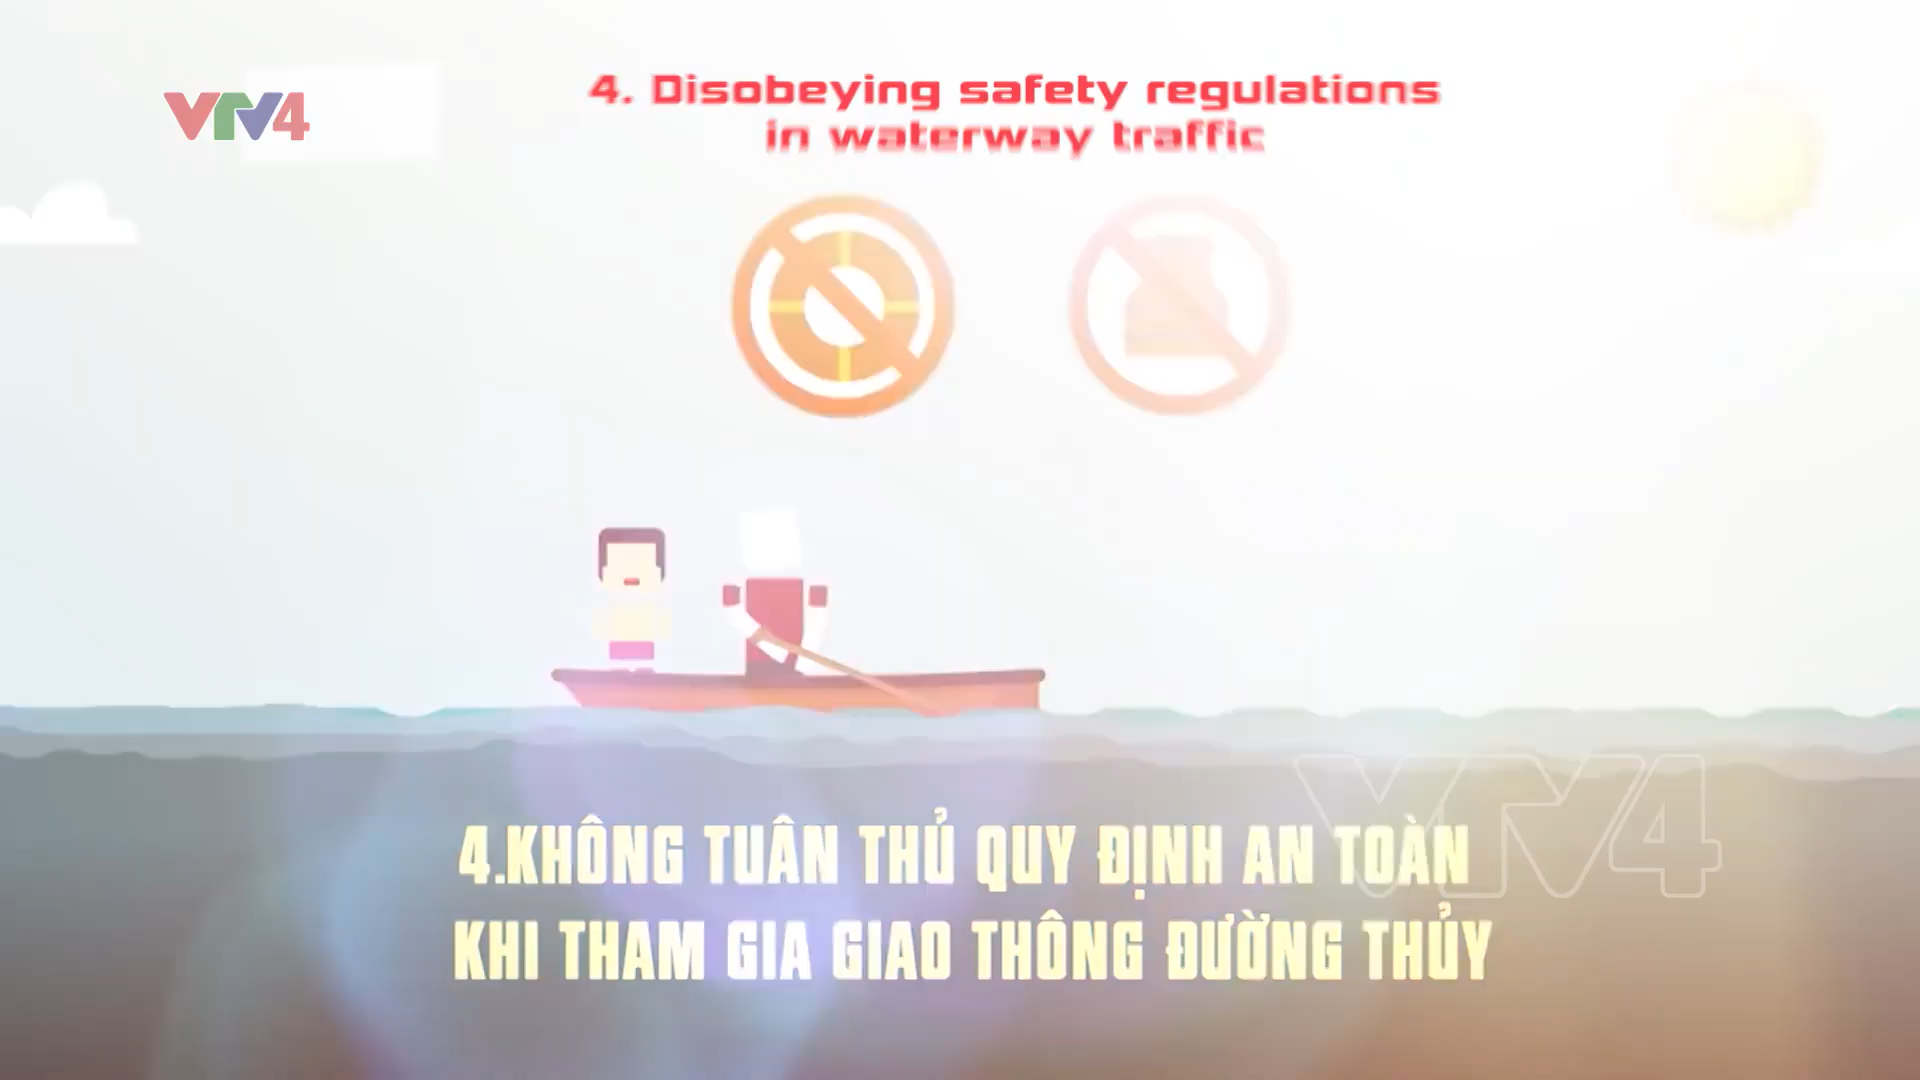 VTV4
4. Disobeying safety regulations
in waterway traffic
VTV4
4.KHÔNG TUÂN THỦ QUY ĐỊNH AN TOÀN
KHI THAM GIA GIAO THÔNG ĐƯỜNG THỦY